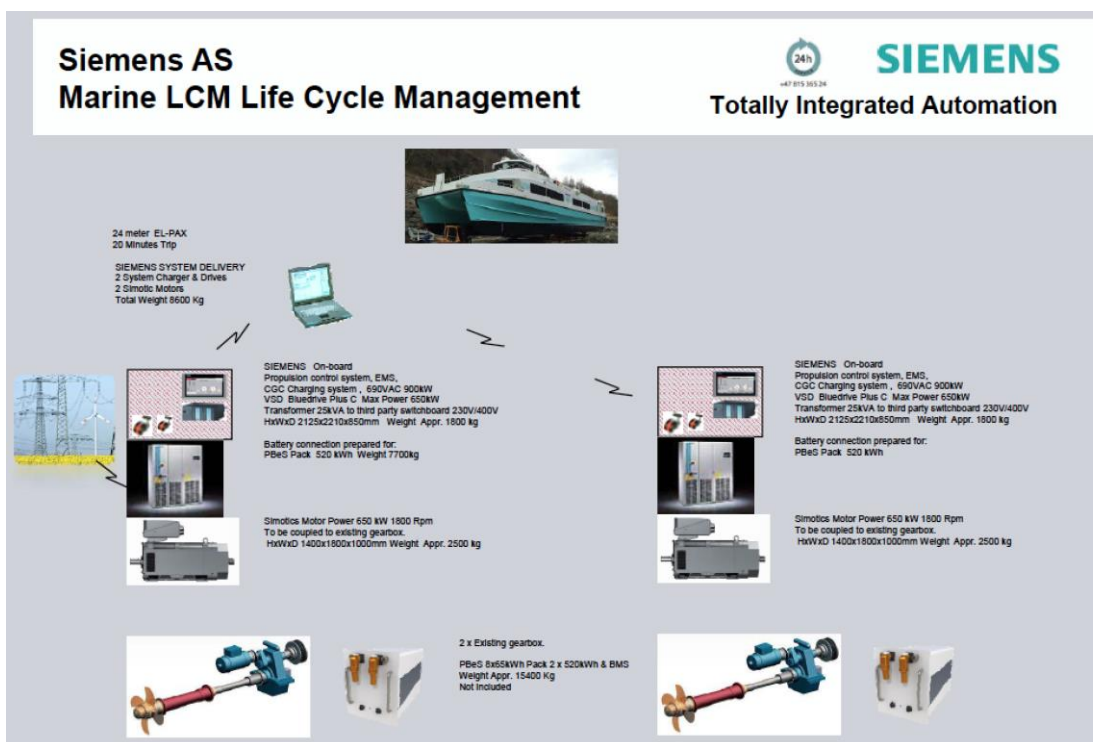 Siemens AS
Marine LCM Life Cycle Management
24h
+47 815 365 24
SIEMENS
Totally Integrated Automation
24 meter EL-PAX
20 Minutes Trip
SIEMENS SYSTEM DELIVERY
2 System Charger & Drives
2 Simotic Motors
Total Weight 8600 Kg
SIEMENS On-board
Propulsion control system, EMS,
CGC Charging system , 690VAC 900kW
VSD Bluedrive Plus C Max Power 650kW
Transformer 25kVA to third party switchboard 230V/400V
HxWxD 2125x2210x850mm Weight Appr. 1800 kg
Battery connection prepared for:
PBeS Pack 520 kWh Weight 7700kg
Simotics Motor Power 650 kW 1800 Rpm
To be coupled to existing gearbox.
HxWxD 1400x1800x1000mm Weight Appr. 2500 kg
SIEMENS On-board
Propulsion control system, EMS,
CGC Charging system , 690VAC 900kW
VSD Bluedrive Plus C Max Power 650kW
Transformer 25kVA to third party switchboard 230V/400V
HxWxD 2125x2210x850mm Weight Appr. 1800 kg
Battery connection prepared for:
PBeS Pack 520 kWh
Simotics Motor Power 650 kW 1800 Rpm
To be coupled to existing gearbox.
HxWxD 1400x1800x1000mm Weight Appr. 2500 kg
2 x Existing gearbox.
PBeS 8x65kWh Pack 2 x 520kWh & BMS
Weight Appr. 15400 Kg
Not Included